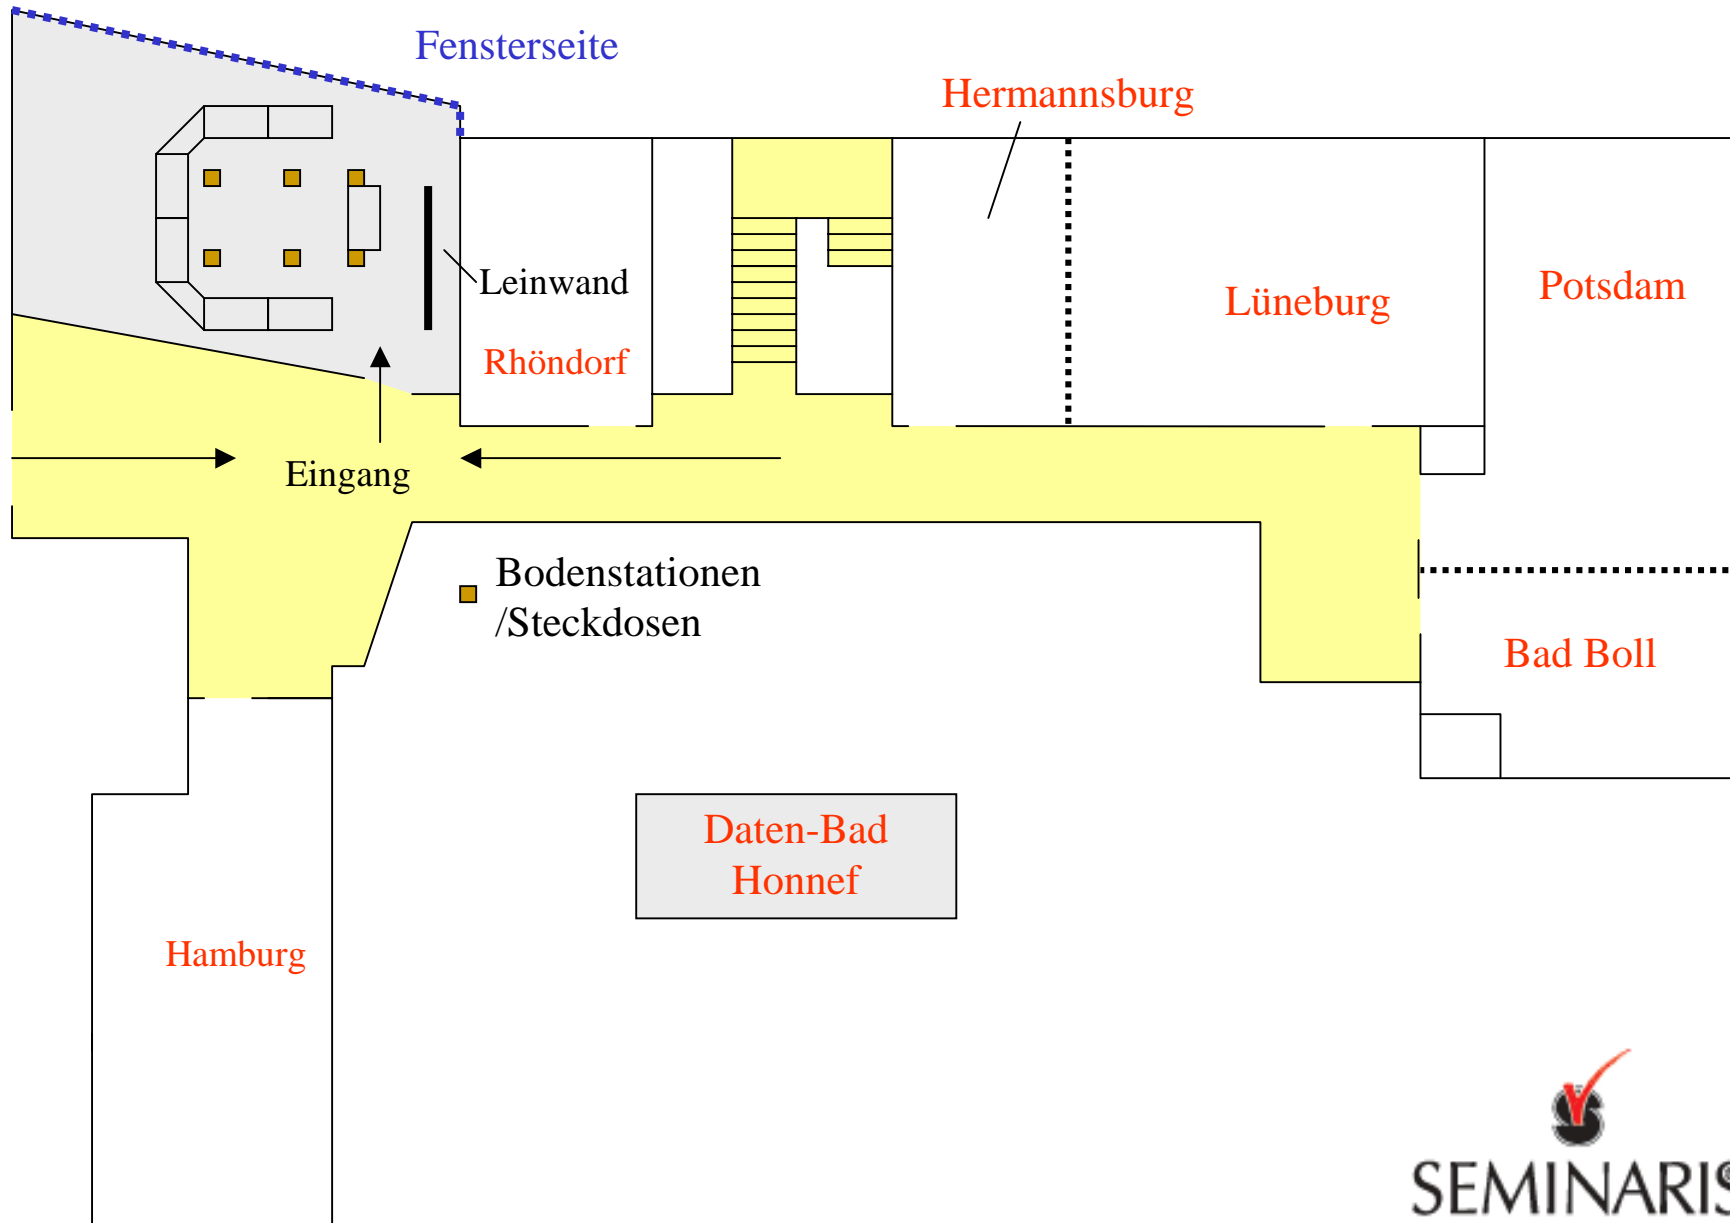 Fensterseite
Hermannsburg
Leinwand
Rhöndorf
Lüneburg
Potsdam
Eingang
Bodenstationen
/Steckdosen
Bad Boll
Daten-Bad
Honnef
Hamburg
SEMINARIS